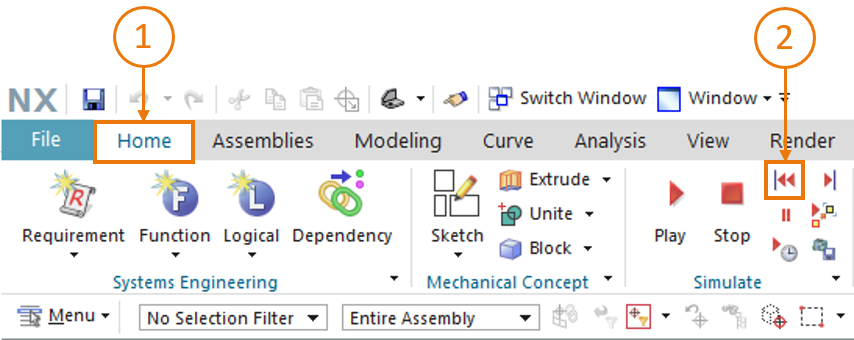 1 2
NX Switch Window Window
File Home Assemblies Modeling Curve Analysis View Render
Requirement Function Logical Dependency Sketch Extrude Unite Block Play Stop
Systems Engineering Mechanical Concept Simulate
Menu No Selection Filter Entire Assembly